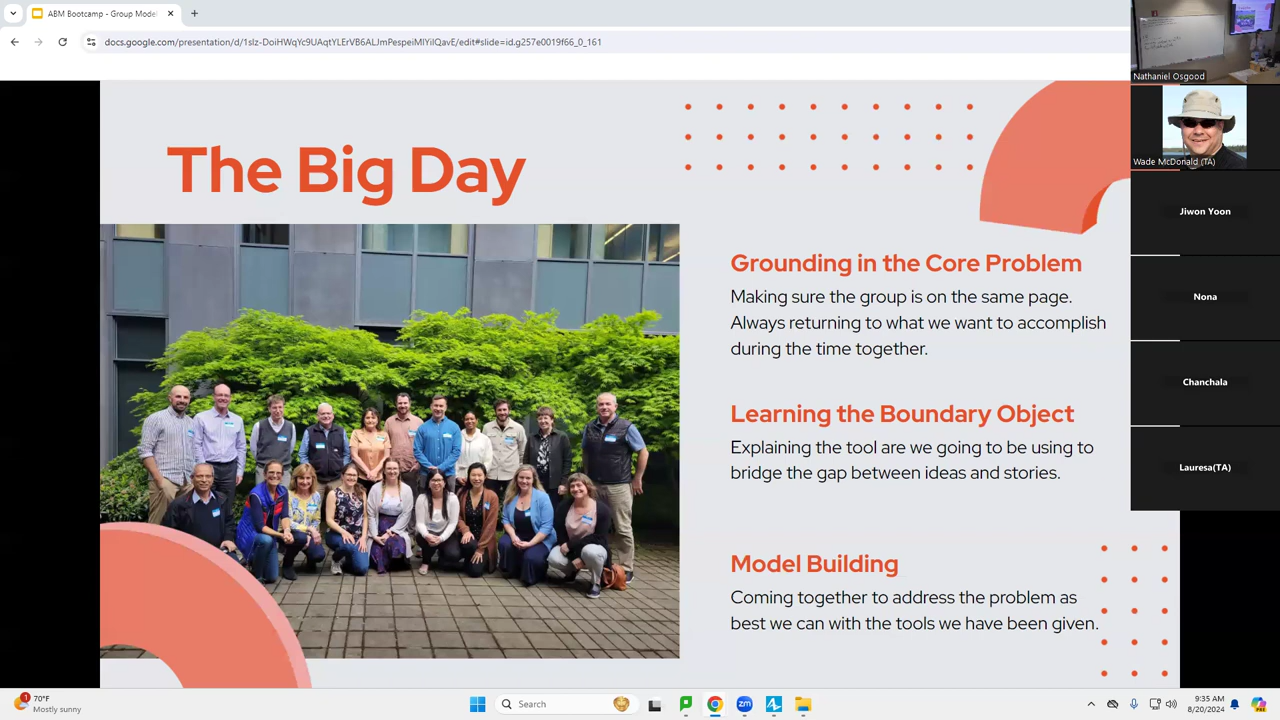 ABM Bootcamp - Group Model
docs.google.com/presentation/d/1slz-DoiHWqYc9UAqtYLErVB6ALJmPespeiMIYilQavE/edit#slide=id.g257e0019f66_0_161
Nathaniel Osgood
Wade McDonald (TA)
Jiwon Yoon
Nona
Chanchala
Lauresa(TA)
The Big Day
Grounding in the Core Problem
Making sure the group is on the same page.
Always returning to what we want to accomplish
during the time together.
Learning the Boundary Object
Explaining the tool are we going to be using to
bridge the gap between ideas and stories.
Model Building
Coming together to address the problem as
best we can with the tools we have been given.
1
70°F
Mostly sunny
Search
zm
9:35 AM
8/20/2024